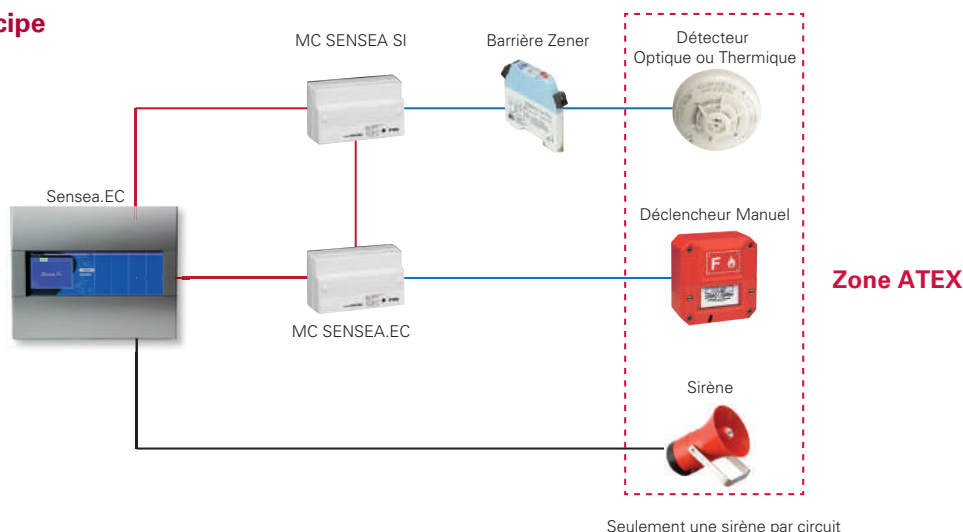 cipe
MC SENSEA SI
Barrière Zener
Détecteur
Optique ou Thermique
Sensea.EC
Déclencheur Manuel
F
Zone ATEX
MC SENSEA.EC
Sirène
Seulement une sirène par circuit